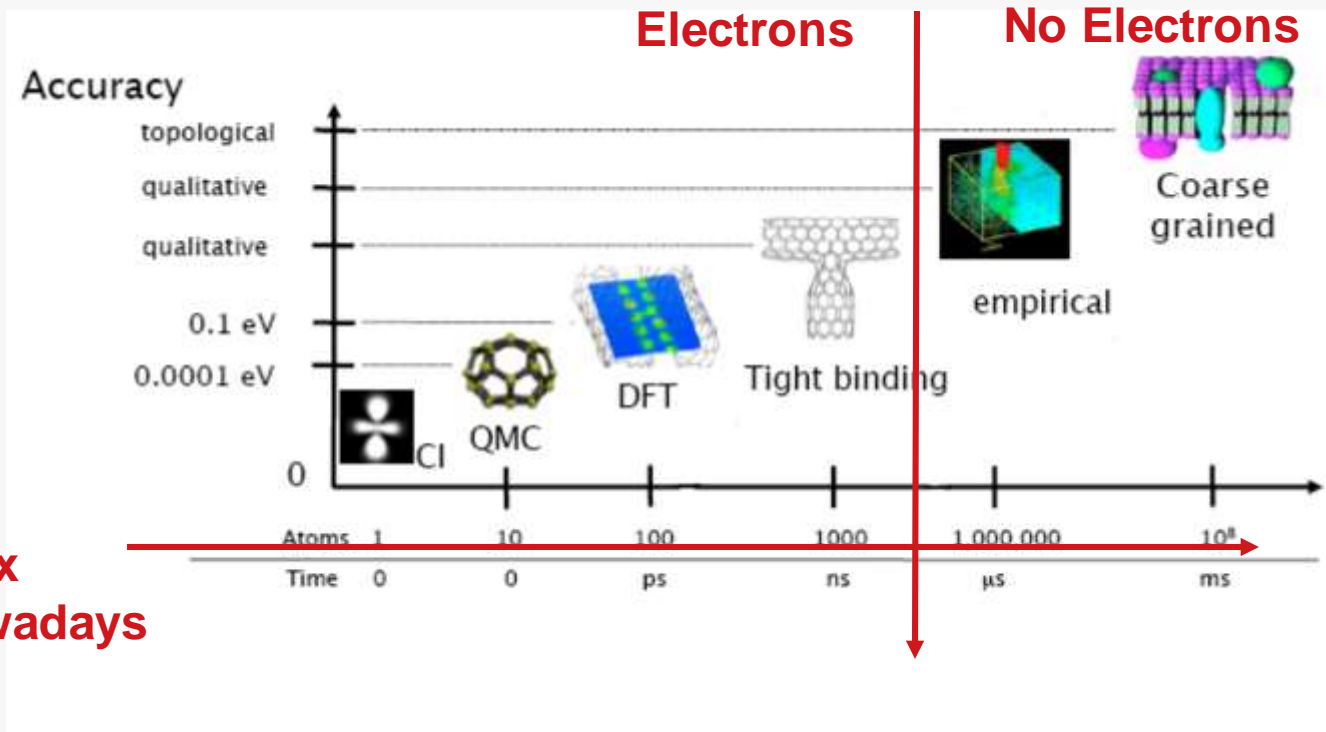 Electrons
No Electrons
Accuracy
topological
qualitative
qualitative
0.1 eV
0.0001 eV
0
CI
QMC
DFT
Tight binding
empirical
Coarse
grained
Atoms 1 10 100 1000 1 000 000 10⁸
Time 0 0 ps ns μs ms
x
wadays